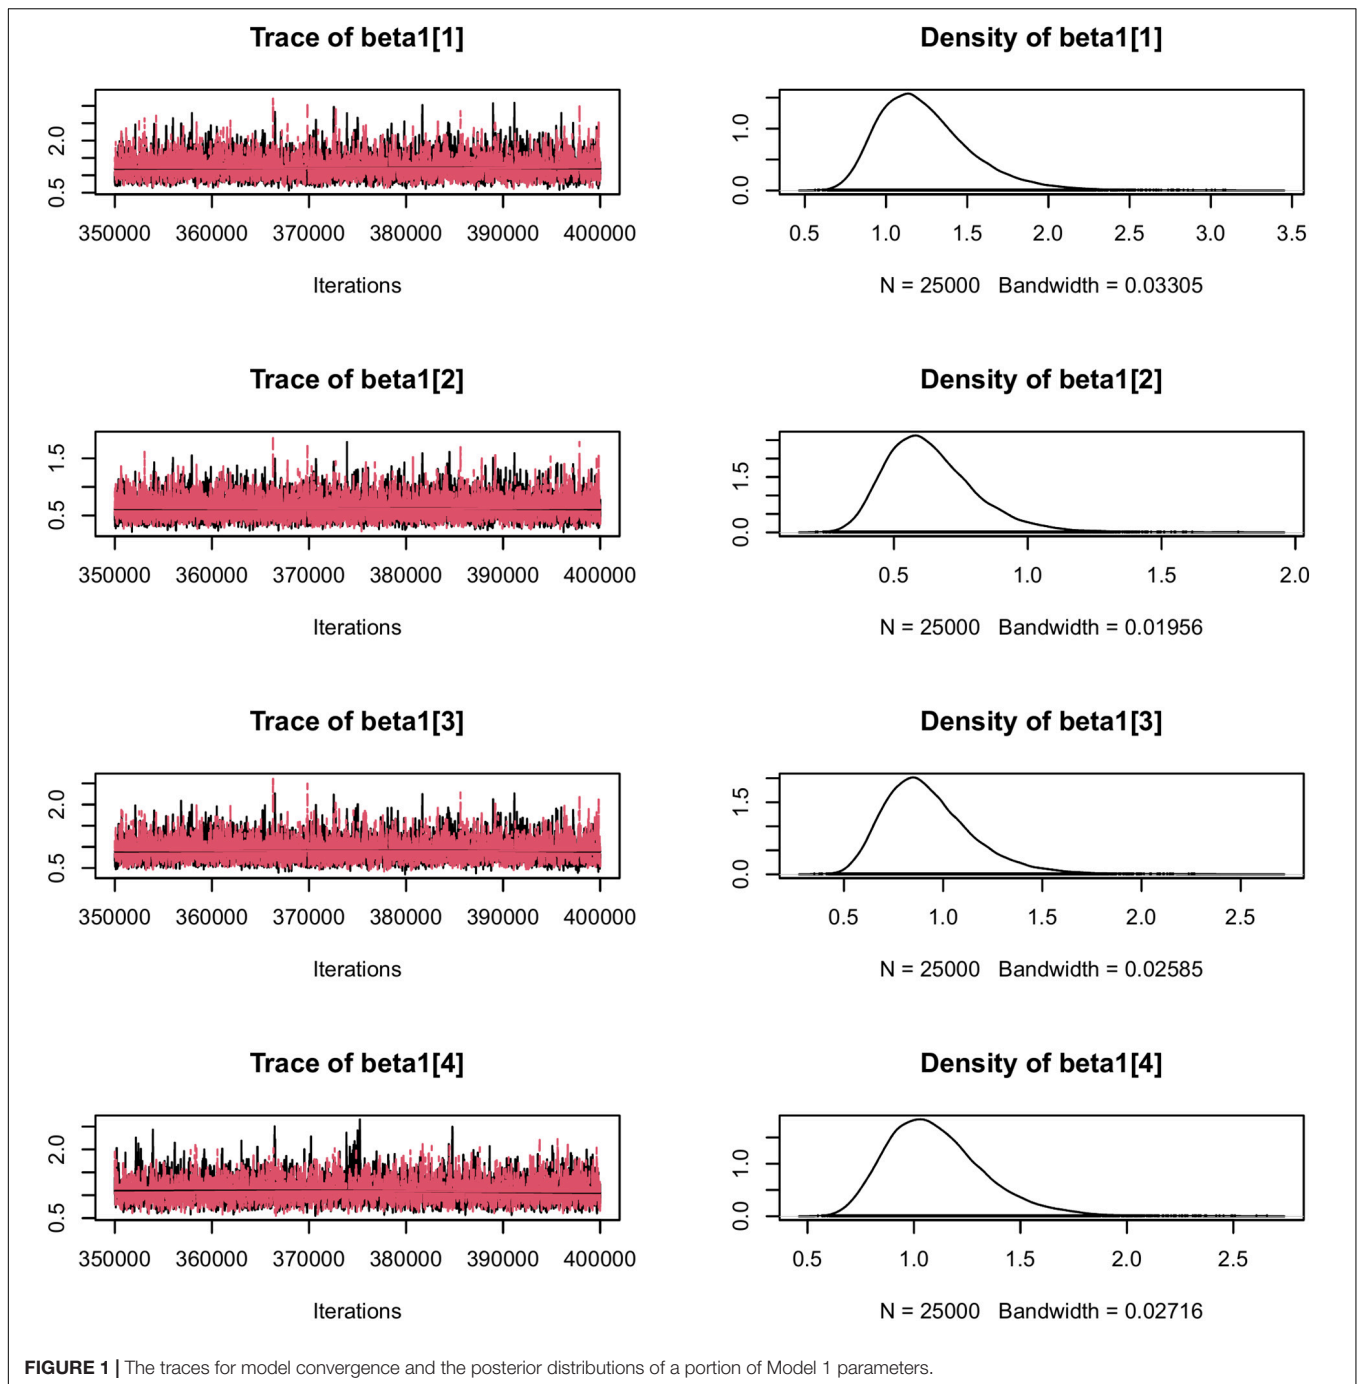 Trace of beta1[1]
Density of beta1[1]
0.5 2.0
350000 360000 370000 380000 390000 400000
Iterations
0.0 1.0
0.5 1.0 1.5 2.0 2.5 3.0 3.5
N = 25000 Bandwidth = 0.03305
Trace of beta1[2]
Density of beta1[2]
0.5 1.5
350000 360000 370000 380000 390000 400000
Iterations
0.0 1.5
0.5 1.0 1.5 2.0
N = 25000 Bandwidth = 0.01956
Trace of beta1[3]
Density of beta1[3]
0.5 2.0
350000 360000 370000 380000 390000 400000
Iterations
0.0 1.5
0.5 1.0 1.5 2.0 2.5
N = 25000 Bandwidth = 0.02585
Trace of beta1[4]
Density of beta1[4]
0.5 2.0
350000 360000 370000 380000 390000 400000
Iterations
0.0 1.0
0.5 1.0 1.5 2.0 2.5
N = 25000 Bandwidth = 0.02716
FIGURE 1 | The traces for model convergence and the posterior distributions of a portion of Model 1 parameters.